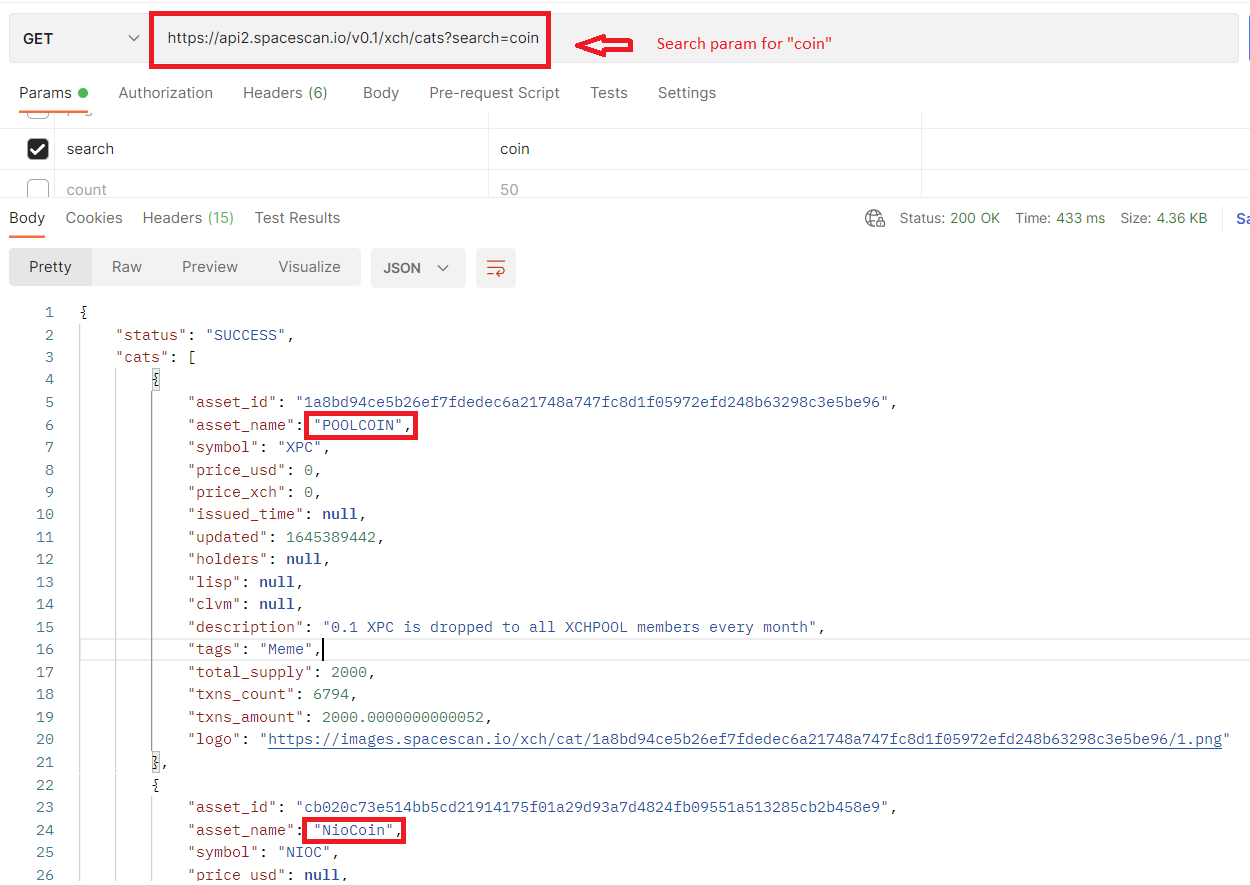 GET https://api2.spacescan.io/v0.1/xch/cats?search=coin Search param for "coin"
Params Authorization Headers (6) Body Pre-request Script Tests Settings
search coin
count 50
Body Cookies Headers (15) Test Results Status: 200 OK Time: 433 ms Size: 4.36 KB Sa
Pretty Raw Preview Visualize JSON
1 {
2 "status": "SUCCESS",
3 "cats": [
4 {
5 "asset_id": "1a8bd94ce5b26ef7fdedec6a21748a747fc8d1f05972efd248b63298c3e5be96",
6 "asset_name": "POOLCOIN",
7 "symbol": "XPC",
8 "price_usd": 0,
9 "price_xch": 0,
10 "issued_time": null,
11 "updated": 1645389442,
12 "holders": null,
13 "lisp": null,
14 "clvm": null,
15 "description": "0.1 XPC is dropped to all XCHPOOL members every month",
16 "tags": "Meme",
17 "total_supply": 2000,
18 "txns_count": 6794,
19 "txns_amount": 2000.0000000000052,
20 "logo": "https://images.spacescan.io/xch/cat/1a8bd94ce5b26ef7fdedec6a21748a747fc8d1f05972efd248b63298c3e5be96/1.png"
21 },
22 {
23 "asset_id": "cb020c73e514bb5cd21914175f01a29d93a7d4824fb09551a513285cb2b458e9",
24 "asset_name": "NioCoin",
25 "symbol": "NIOC",
26 "price_usd": null,